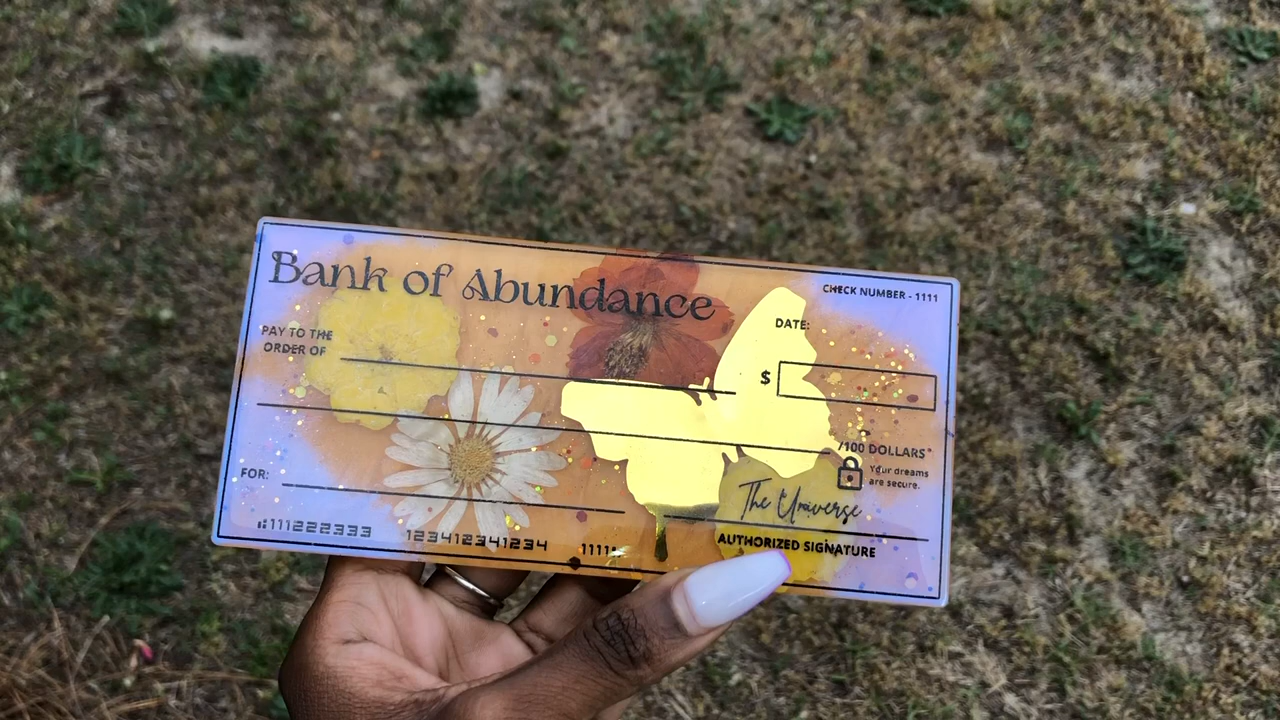 Bank of Abundance
CHECK NUMBER - 1111
DATE:
PAY TO THE
ORDER OF
$
/100 DOLLARS
Your dreams
are secure.
FOR:
The Universe
AUTHORIZED SIGNATURE
⑆111222333 123412341234 1111⑈